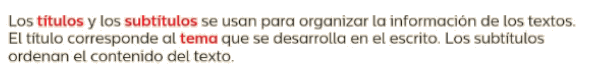 Los títulos y los subtítulos se usan para organizar la información de los textos.
El título corresponde al tema que se desarrolla en el escrito. Los subtítulos
ordenan el contenido del texto.